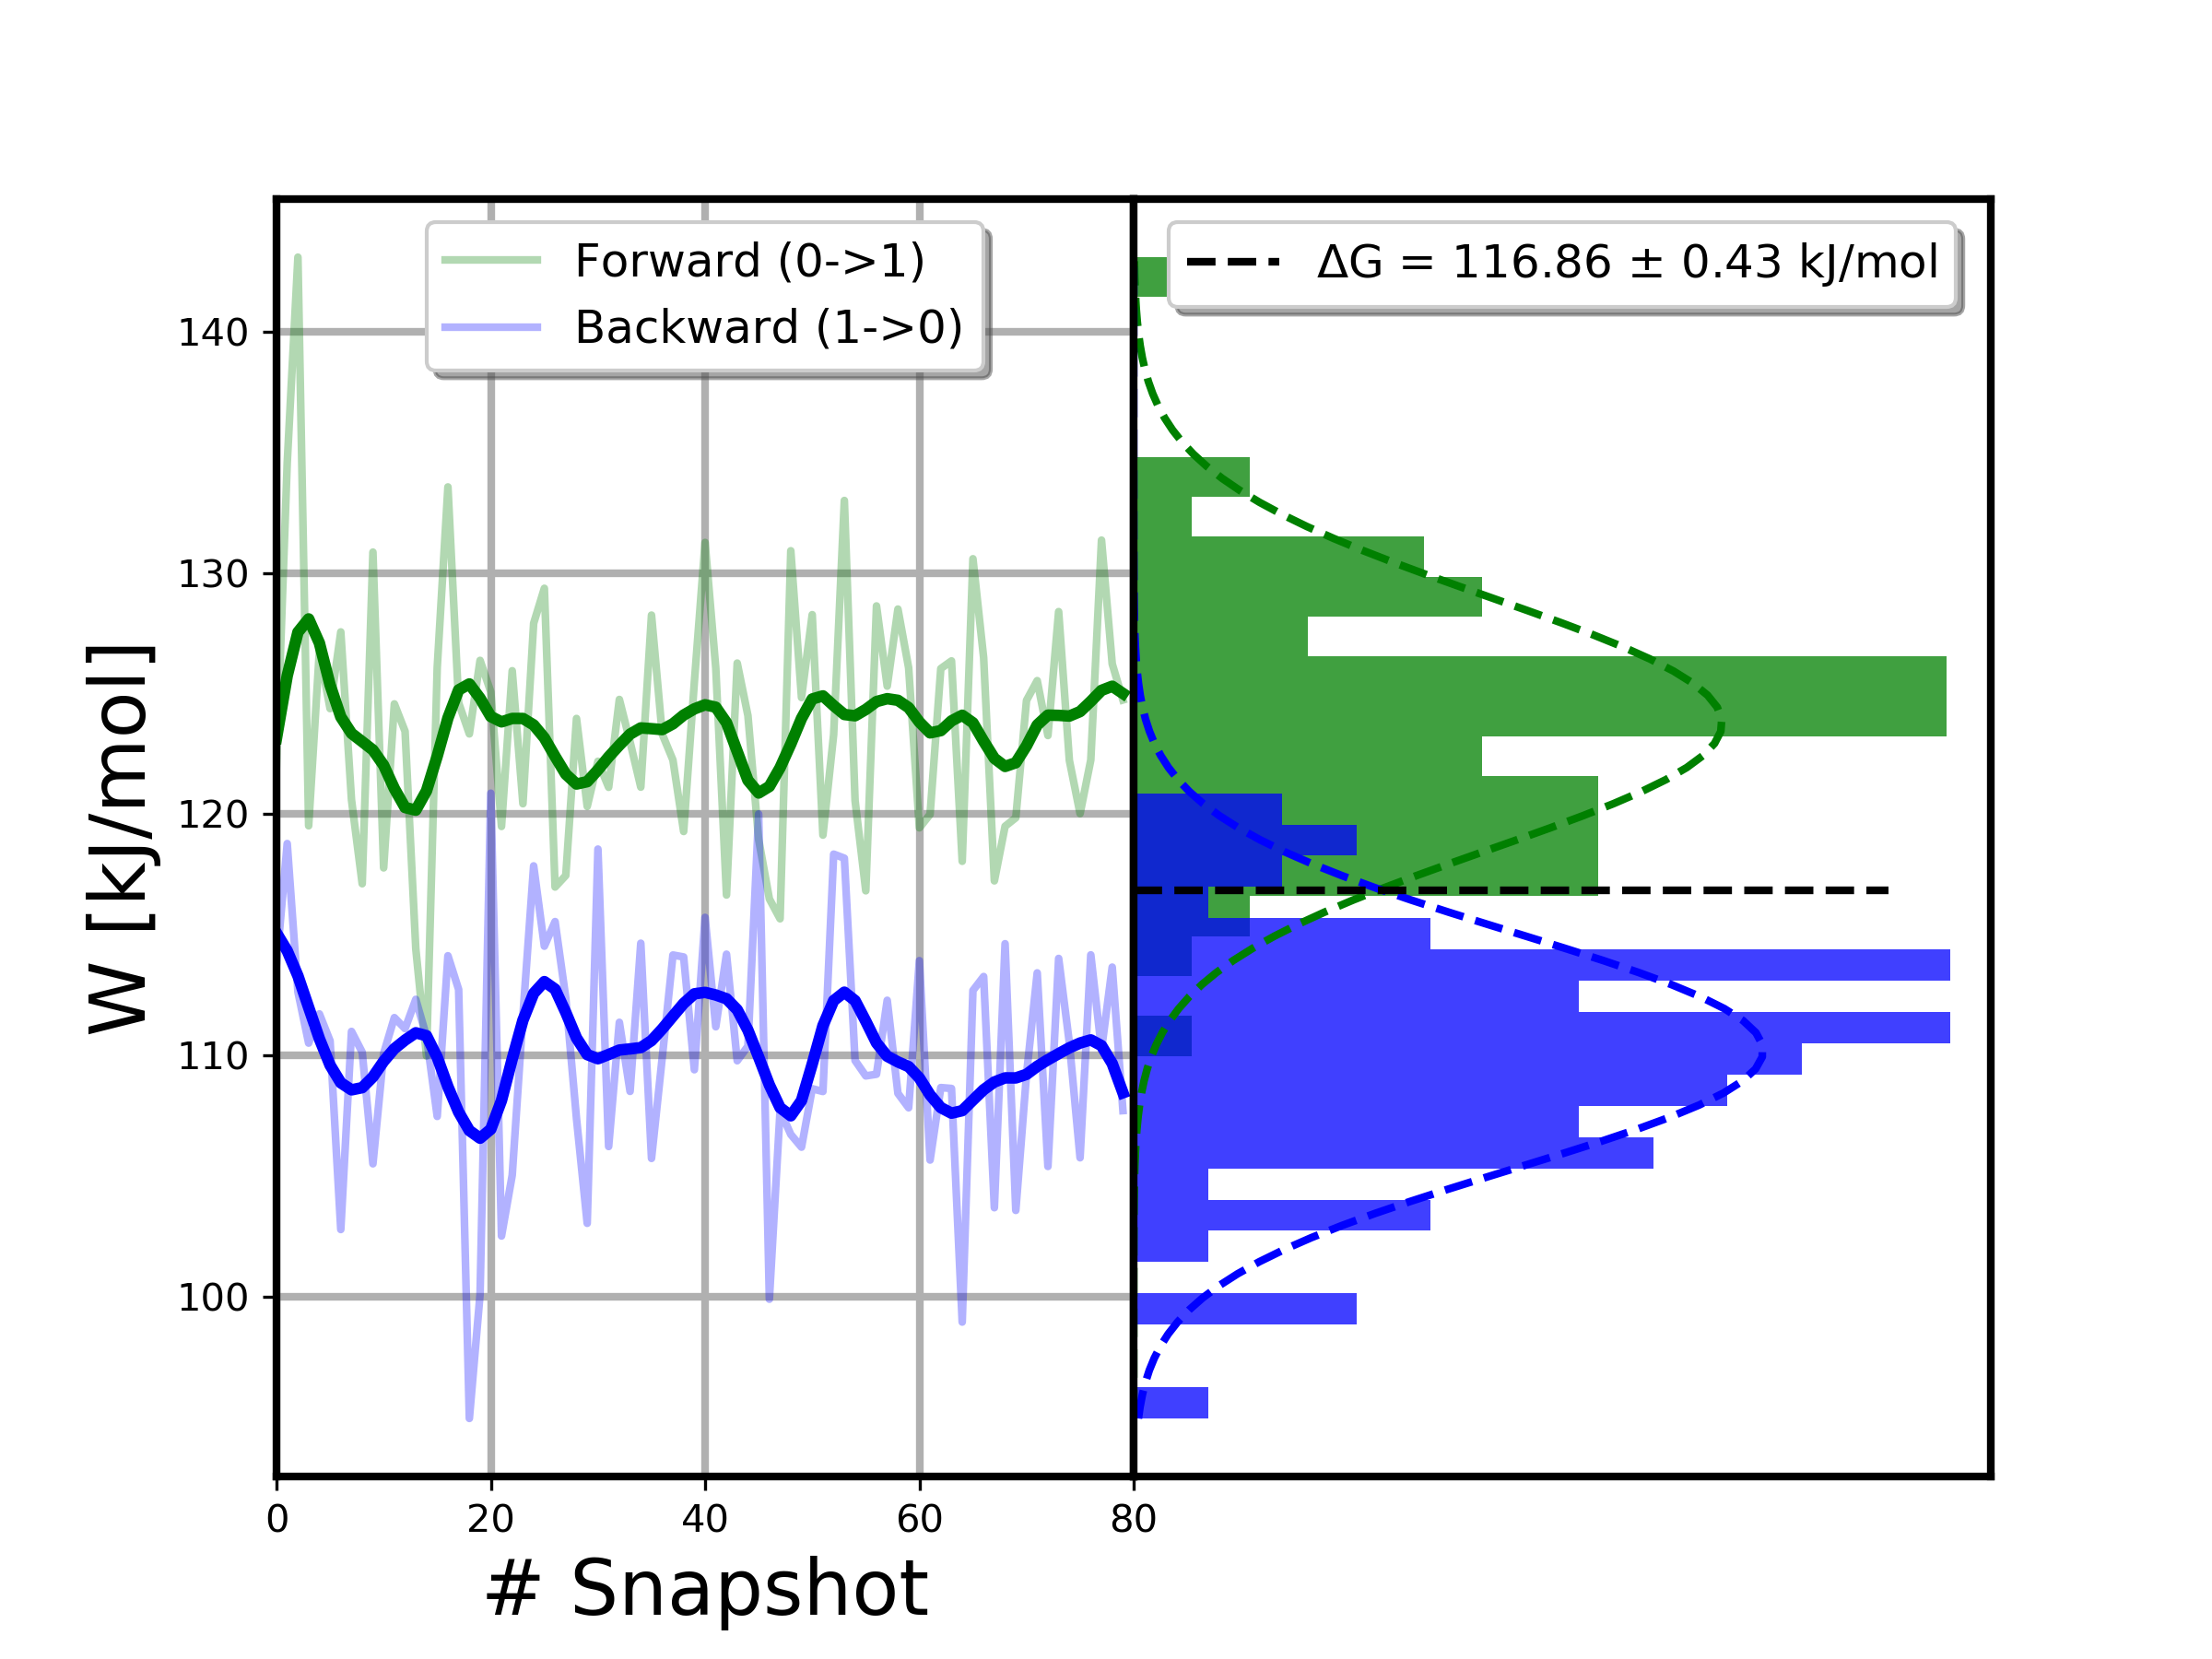 Forward (0->1)
Backward (1->0)
ΔG = 116.86 ± 0.43 kJ/mol
W [kJ/mol]
140
130
120
110
100
0 20 40 60 80
# Snapshot